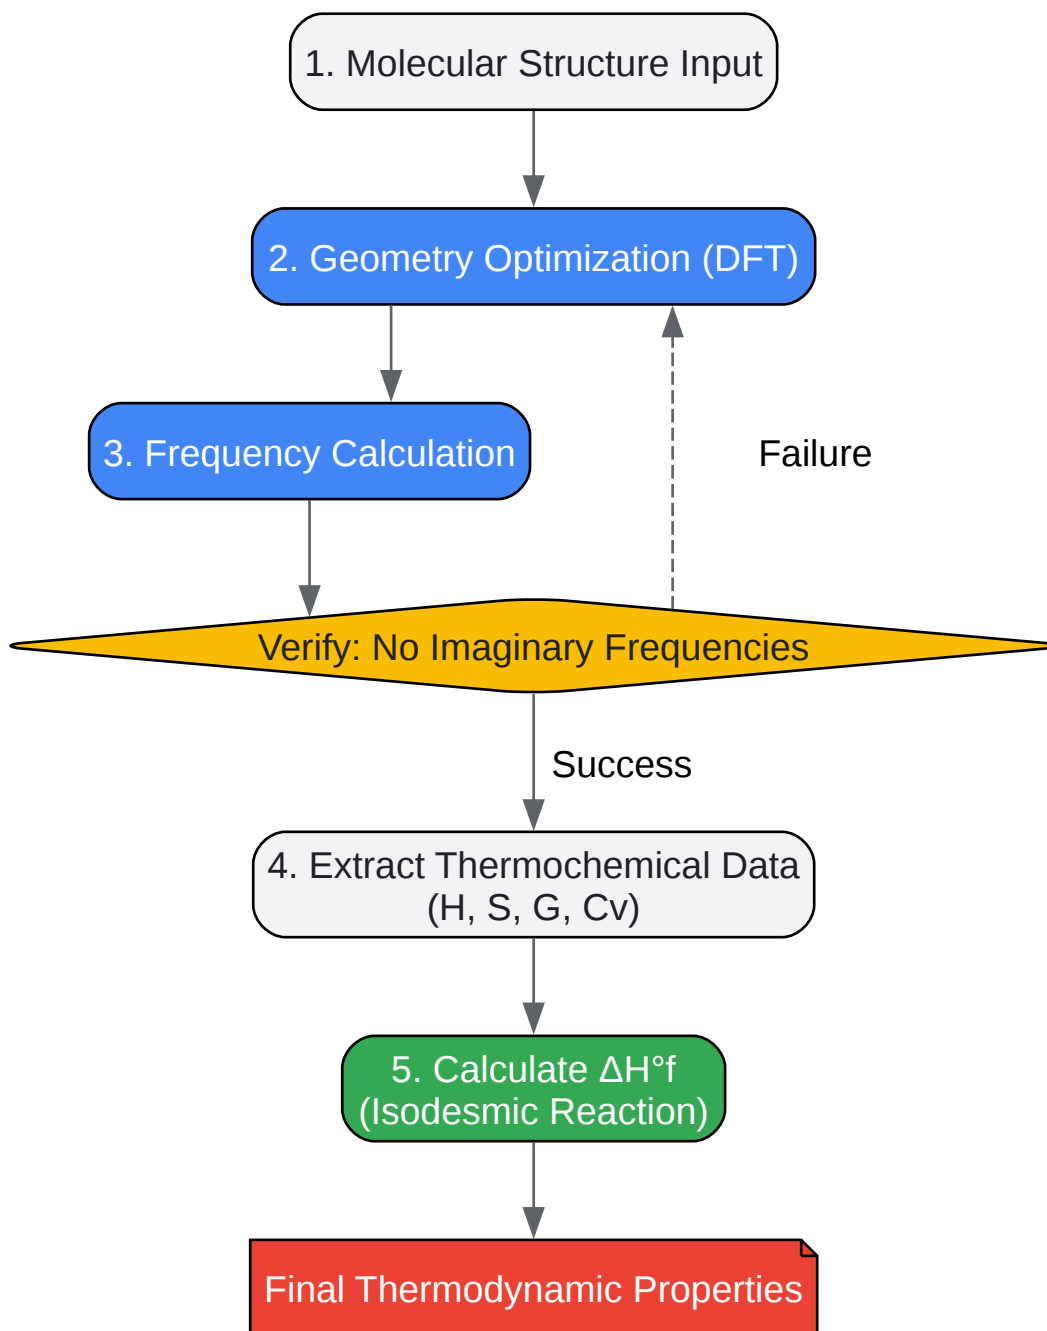 1. Molecular Structure Input
2. Geometry Optimization (DFT)
3. Frequency Calculation
Failure
Verify: No Imaginary Frequencies
Success
4. Extract Thermochemical Data
(H, S, G, Cv)
5. Calculate ΔH°f
(Isodesmic Reaction)
Final Thermodynamic Properties